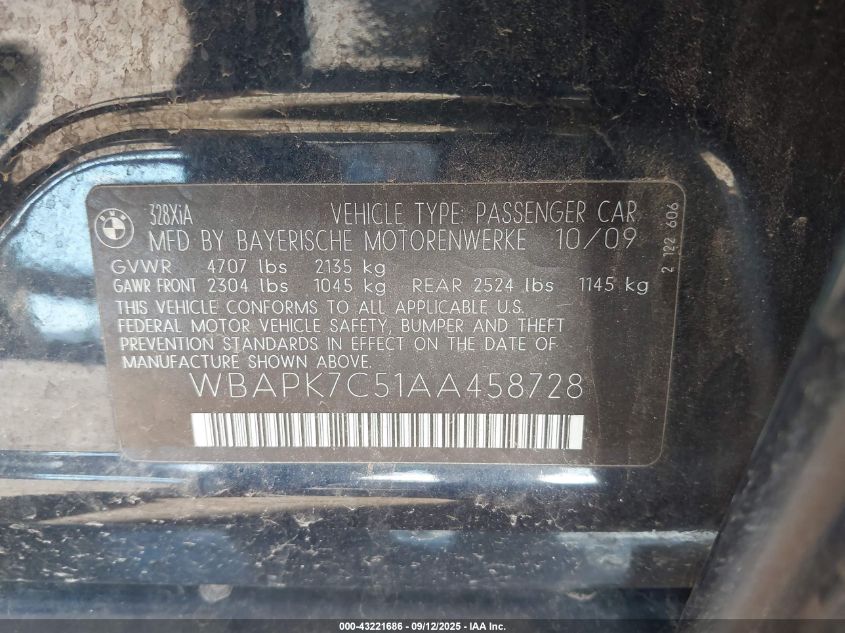 BMW
328XiA VEHICLE TYPE: PASSENGER CAR
MFD BY BAYERISCHE MOTORENWERKE 10/09
GVWR 4707 lbs 2135 kg
GAWR FRONT 2304 lbs 1045 kg REAR 2524 lbs 1145 kg
THIS VEHICLE CONFORMS TO ALL APPLICABLE U.S.
FEDERAL MOTOR VEHICLE SAFETY, BUMPER AND THEFT
PREVENTION STANDARDS IN EFFECT ON THE DATE OF
MANUFACTURE SHOWN ABOVE.
WBAPK7C51AA458728
2 122 606
000-43221686 - 09/12/2025 - IAA Inc.